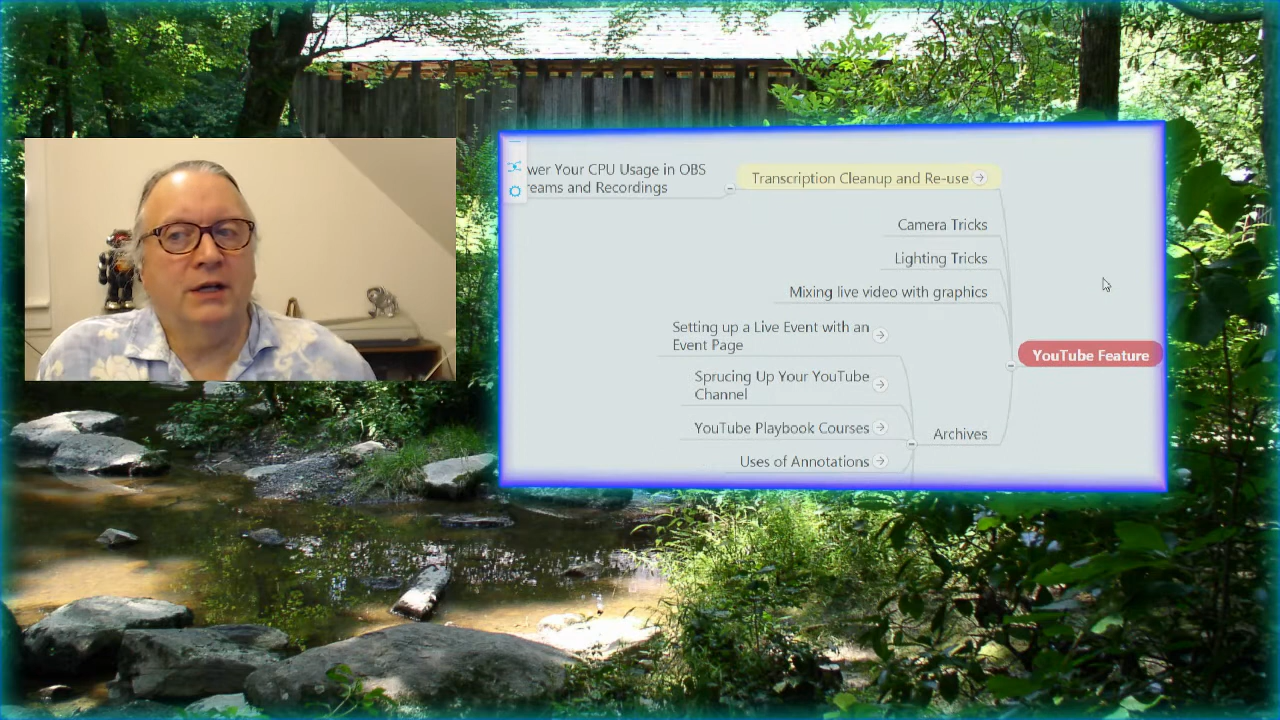 wer Your CPU Usage in OBS
reams and Recordings
Transcription Cleanup and Re-use
Camera Tricks
Lighting Tricks
Mixing live video with graphics
Setting up a Live Event with an
Event Page
YouTube Feature
Sprucing Up Your YouTube
Channel
YouTube Playbook Courses
Archives
Uses of Annotations